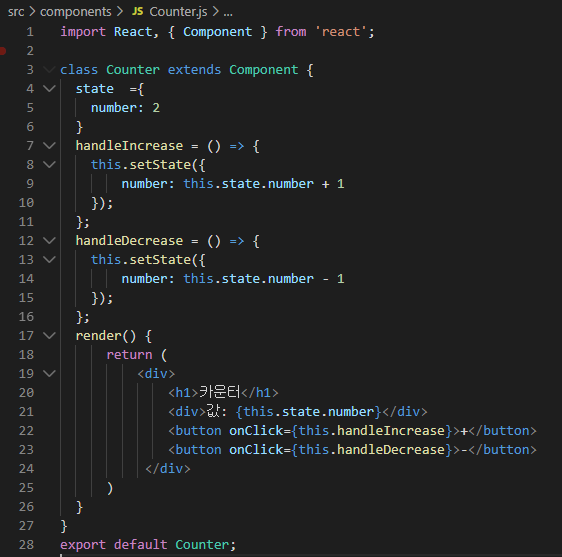 src > components > JS Counter.js > ...
1 import React, { Component } from 'react';
2
3 class Counter extends Component {
4 state ={
5 number: 2
6 }
7 handleIncrease = () => {
8 this.setState({
9 number: this.state.number + 1
10 });
11 };
12 handleDecrease = () => {
13 this.setState({
14 number: this.state.number - 1
15 });
16 };
17 render() {
18 return (
19 <div>
20 <h1>카운터</h1>
21 <div>값: {this.state.number}</div>
22 <button onClick={this.handleIncrease}>+</button>
23 <button onClick={this.handleDecrease}>-</button>
24 </div>
25 )
26 }
27 }
28 export default Counter;